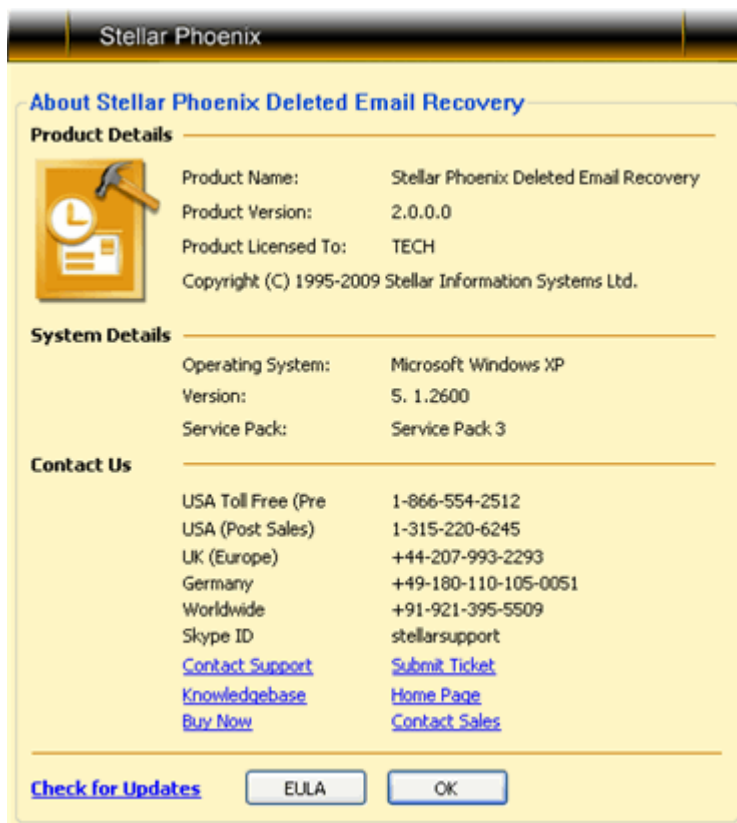 Stellar Phoenix
About Stellar Phoenix Deleted Email Recovery
Product Details
Product Name: Stellar Phoenix Deleted Email Recovery
Product Version: 2.0.0.0
Product Licensed To: TECH
Copyright (C) 1995-2009 Stellar Information Systems Ltd.
System Details
Operating System: Microsoft Windows XP
Version: 5. 1.2600
Service Pack: Service Pack 3
Contact Us
USA Toll Free (Pre 1-866-554-2512
USA (Post Sales) 1-315-220-6245
UK (Europe) +44-207-993-2293
Germany +49-180-110-105-0051
Worldwide +91-921-395-5509
Skype ID stellarsupport
Contact Support Submit Ticket
Knowledgebase Home Page
Buy Now Contact Sales
Check for Updates EULA OK